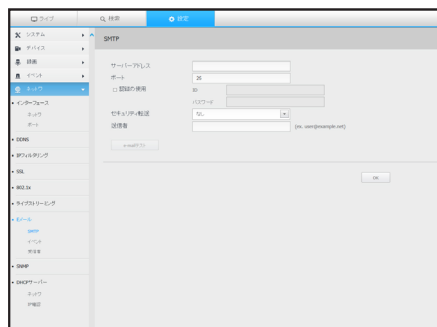 ライブ
検索
設定
システム
デバイス
録画
イベント
ネットワ
インターフェース
ネットワ
ポート
DDNS
IPフィルタリング
SSL
802.1x
ライブストリーミング
Eメール
SMTP
イベント
受信者
SNMP
DHCPサーバー
ネットワ
IP確認
SMTP
サーバーアドレス
ポート
25
認証の使用
ID
パスワード
セキュリティ転送
なし
送信者
(ex. user@example.net)
e-mailテスト
OK